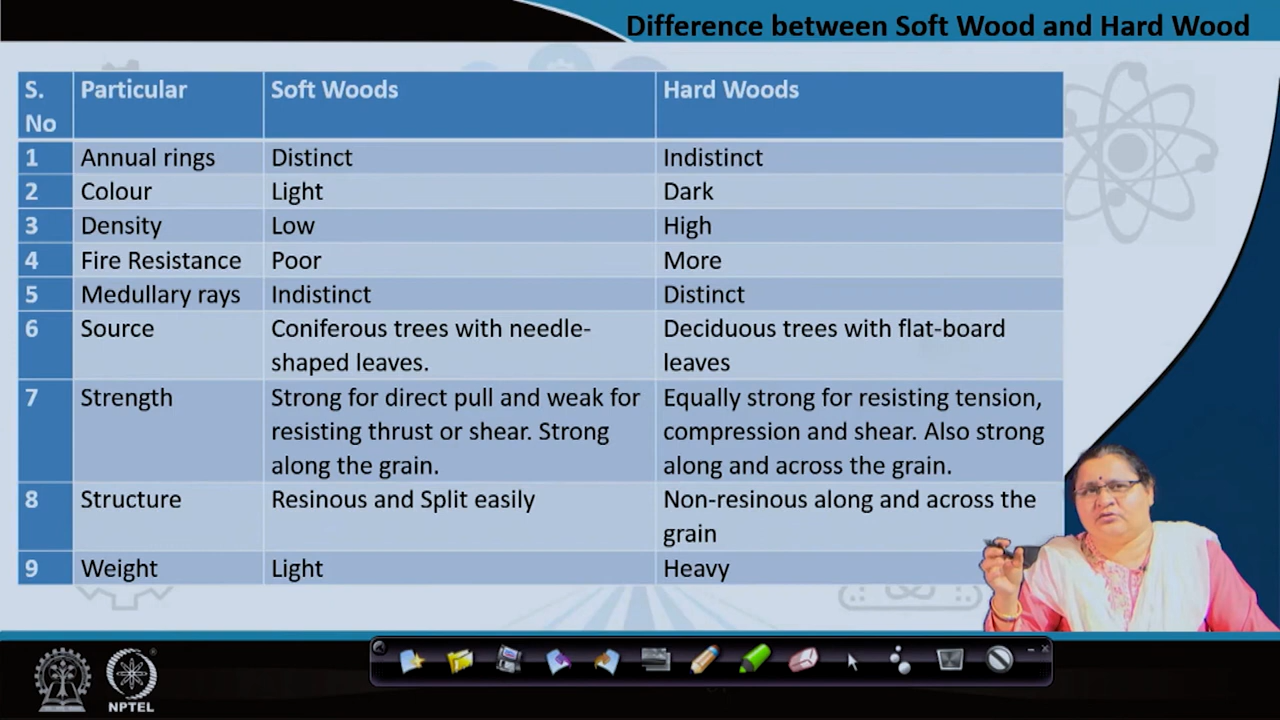 Difference between Soft Wood and Hard Wood
S. No Particular Soft Woods Hard Woods
1 Annual rings Distinct Indistinct
2 Colour Light Dark
3 Density Low High
4 Fire Resistance Poor More
5 Medullary rays Indistinct Distinct
6 Source Coniferous trees with needle-
shaped leaves.
Deciduous trees with flat-board
leaves
7 Strength Strong for direct pull and weak for
resisting thrust or shear. Strong
along the grain.
Equally strong for resisting tension,
compression and shear. Also strong
along and across the grain.
8 Structure Resinous and Split easily
Non-resinous along and across the
grain
9 Weight Light Heavy
NPTEL